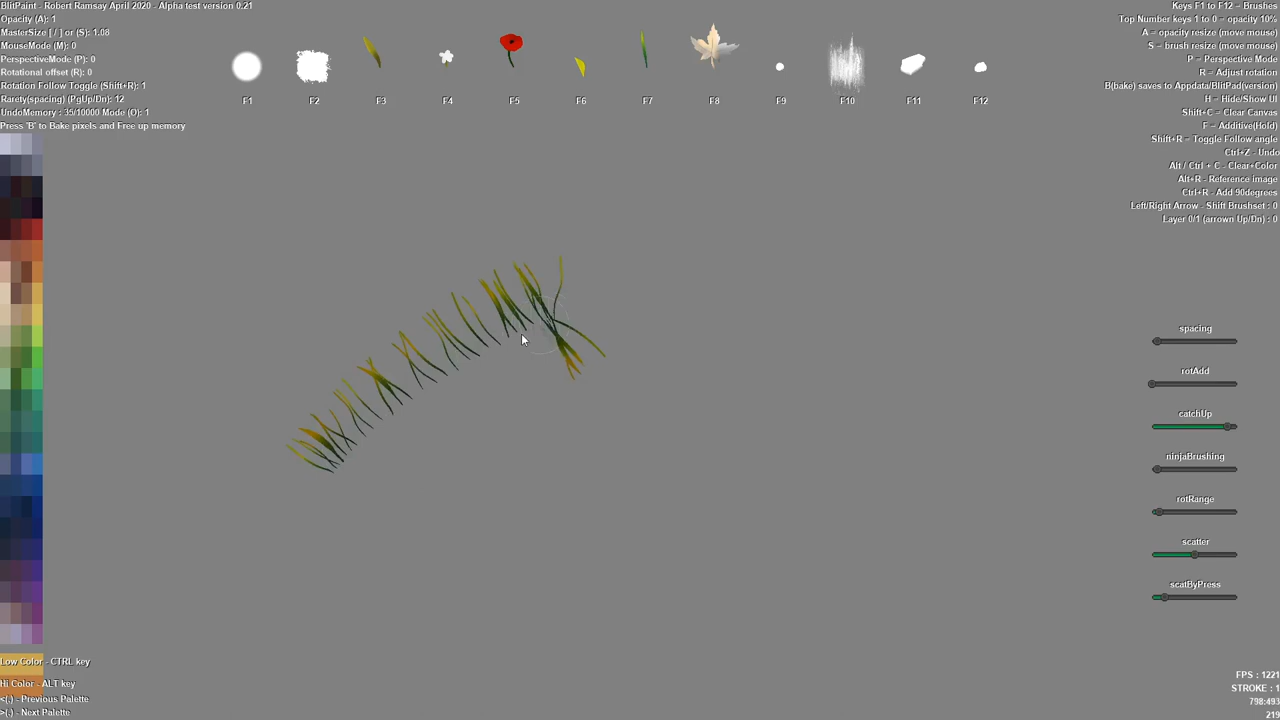 BlitPaint - Robert Ramsay April 2020 - Alpha test version 0.21
Opacity (A): 1
MasterSize [ / ] or (S): 1.08
MouseMode (M): 0
PerspectiveMode (P): 0
Rotational offset (R): 0
Rotation Follow Toggle (Shift+R): 1
Rarety(spacing) (PgUp/Dn): 12
UndoMemory : 35/10000 Mode (O): 1
Press 'B' to Bake pixels and Free up memory
F1 F2 F3 F4 F5 F6 F7 F8 F9 F10 F11 F12
Keys F1 to F12 = Brushes
Top Number keys 1 to 0 = opacity 10%
A = opacity resize (move mouse)
S = brush resize (move mouse)
P = Perspective Mode
R = Adjust rotation
B(bake) saves to Appdata/BlitPad(version)
H = Hide/Show UI
Shift+C = Clear Canvas
F = Additive(Hold)
Shift+R = Toggle Follow angle
Ctrl+Z - Undo
Alt / Ctrl + C - Clear+Color
Alt+R - Reference image
Ctrl+R - Add 90degrees
Left/Right Arrow - Shift Brushset : 0
Layer 0/1 (arrown Up/Dn) : 0
spacing
rotAdd
catchUp
ninjaBrushing
rotRange
scatter
scatByPress
Low Color - CTRL key
Hi Color - ALT key
<(,) - Previous Palette
>(.) - Next Palette
FPS : 1221
STROKE : 1
798:493
219